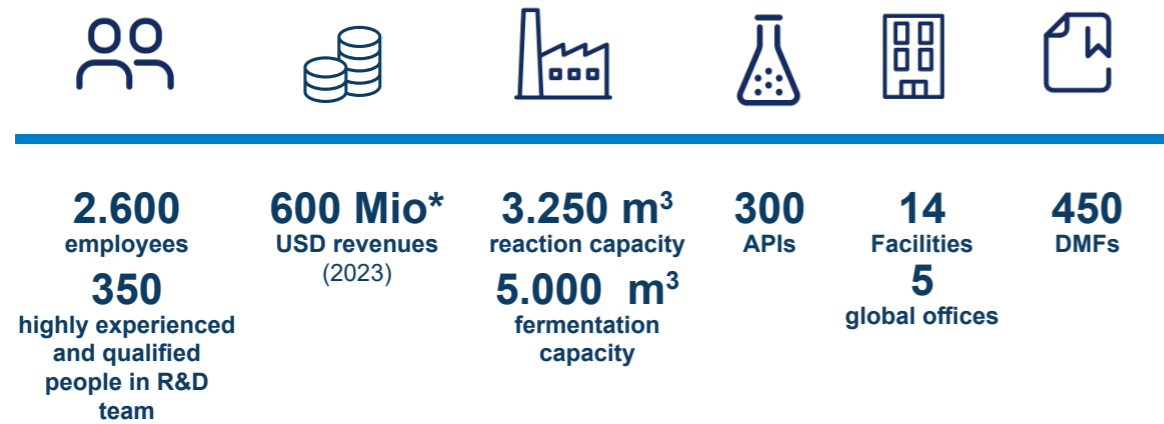 2.600
employees
350
highly experienced
and qualified
people in R&D
team
600 Mio*
USD revenues
(2023)
3.250 m³
reaction capacity
5.000 m³
fermentation
capacity
300
APIs
14
Facilities
5
global offices
450
DMFs